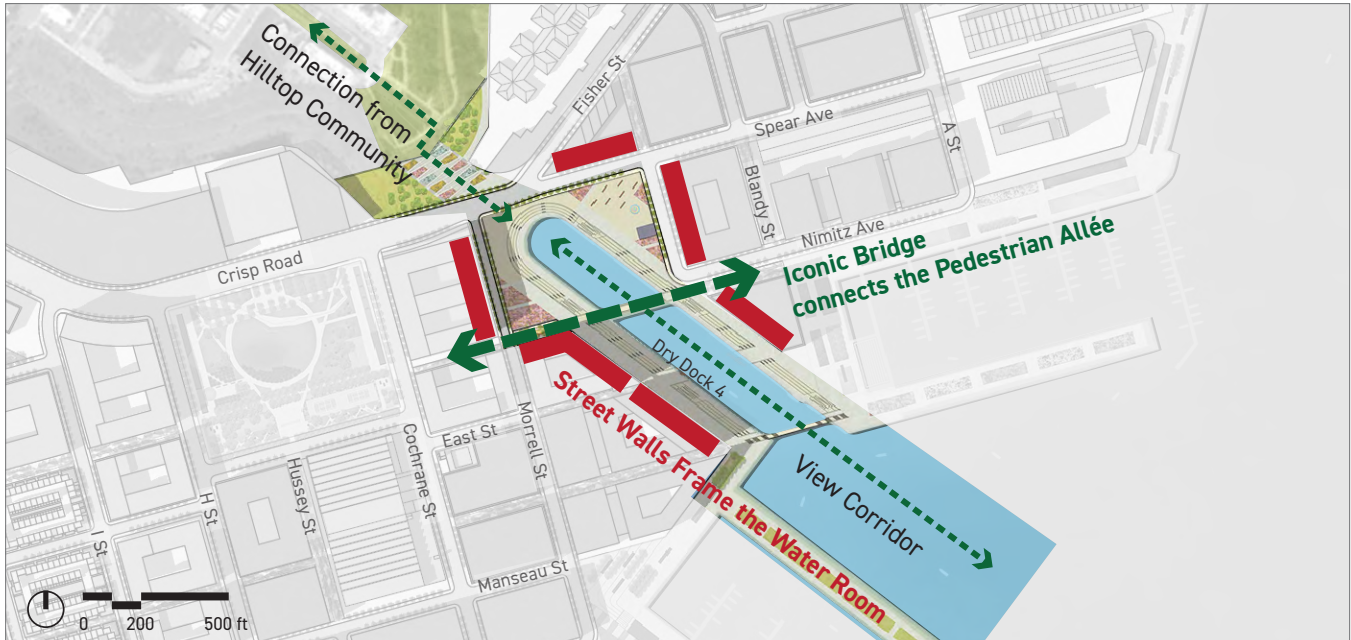 Connection from
Hilltop Community
Fisher St
Spear Ave
A St
Blandy St
Nimitz Ave
Crisp Road
Iconic Bridge
connects the Pedestrian Allée
Dry Dock 4
Street Walls Frame the Water Room
View Corridor
Morrell St
East St
Cochrane St
Hussey St
H St
I St
Manseau St
0 200 500 ft